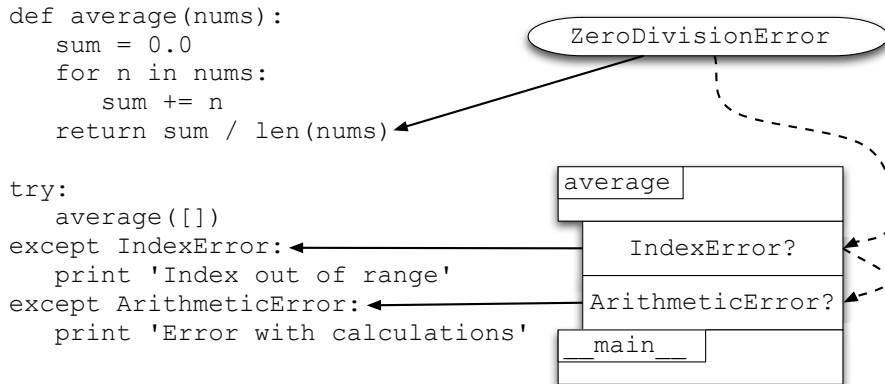 def average(nums):
   sum = 0.0
   for n in nums:
      sum += n
   return sum / len(nums)
try:
   average([])
except IndexError:
   print 'Index out of range'
except ArithmeticError:
   print 'Error with calculations'
ZeroDivisionError
average
IndexError?
ArithmeticError?
__main__